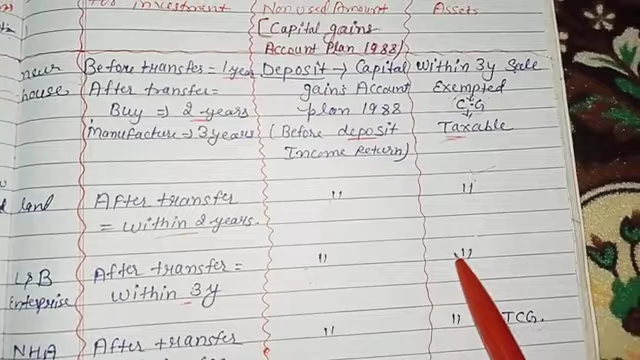 for investment
Non used Amount
Assets
[Capital gains
Account Plan 1988)
new
house
Before transfer = 1 year
After transfer =
Buy => 2 years
Manufacture => 3 years
Deposit → Capital
gains Account
plan 1988
(Before deposit
Income Return)
Within 3y Sale
Exempted
C.G
Taxable
land
After transfer
= within 2 years.
"
"
L&B
Enterprise
After transfer =
within 3y
"
"
NHA
After transfer
"
" TCG.